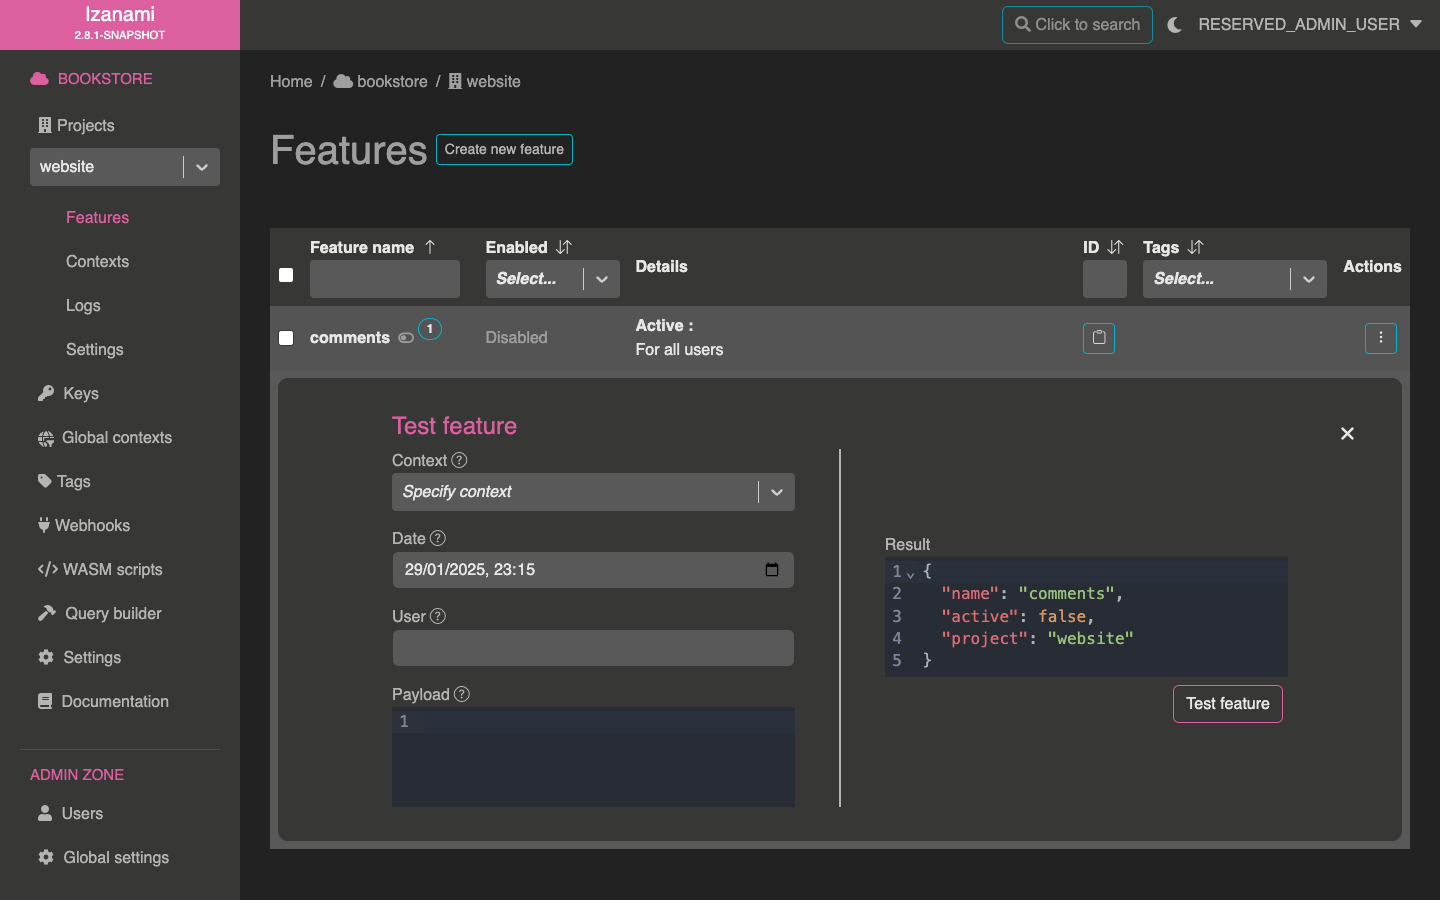 Izanami
2.8.1-SNAPSHOT
Click to search
RESERVED_ADMIN_USER
BOOKSTORE
Projects
website
Features
Contexts
Logs
Settings
Keys
Global contexts
Tags
Webhooks
WASM scripts
Query builder
Settings
Documentation
ADMIN ZONE
Users
Global settings
Home / bookstore / website
Features Create new feature
Feature name Enabled Details ID Tags Actions
Select... Select...
comments 1 Disabled
Active :
For all users
Test feature
Context ?
Specify context
Date ?
29/01/2025, 23:15
User ?
Payload ?
1
Result
1 {
2 "name": "comments",
3 "active": false,
4 "project": "website"
5 }
Test feature